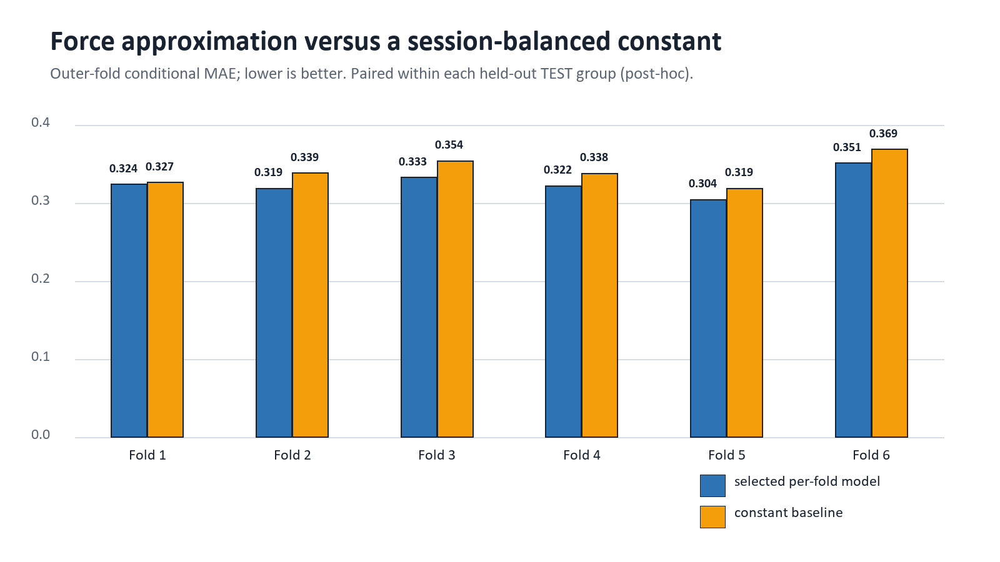 Force approximation versus a session-balanced constant
Outer-fold conditional MAE; lower is better. Paired within each held-out TEST group (post-hoc).
0.4
0.3
0.2
0.1
0.0
0.324 0.327
0.319 0.339
0.333 0.354
0.322 0.338
0.304 0.319
0.351 0.369
Fold 1 Fold 2 Fold 3 Fold 4 Fold 5 Fold 6
selected per-fold model
constant baseline